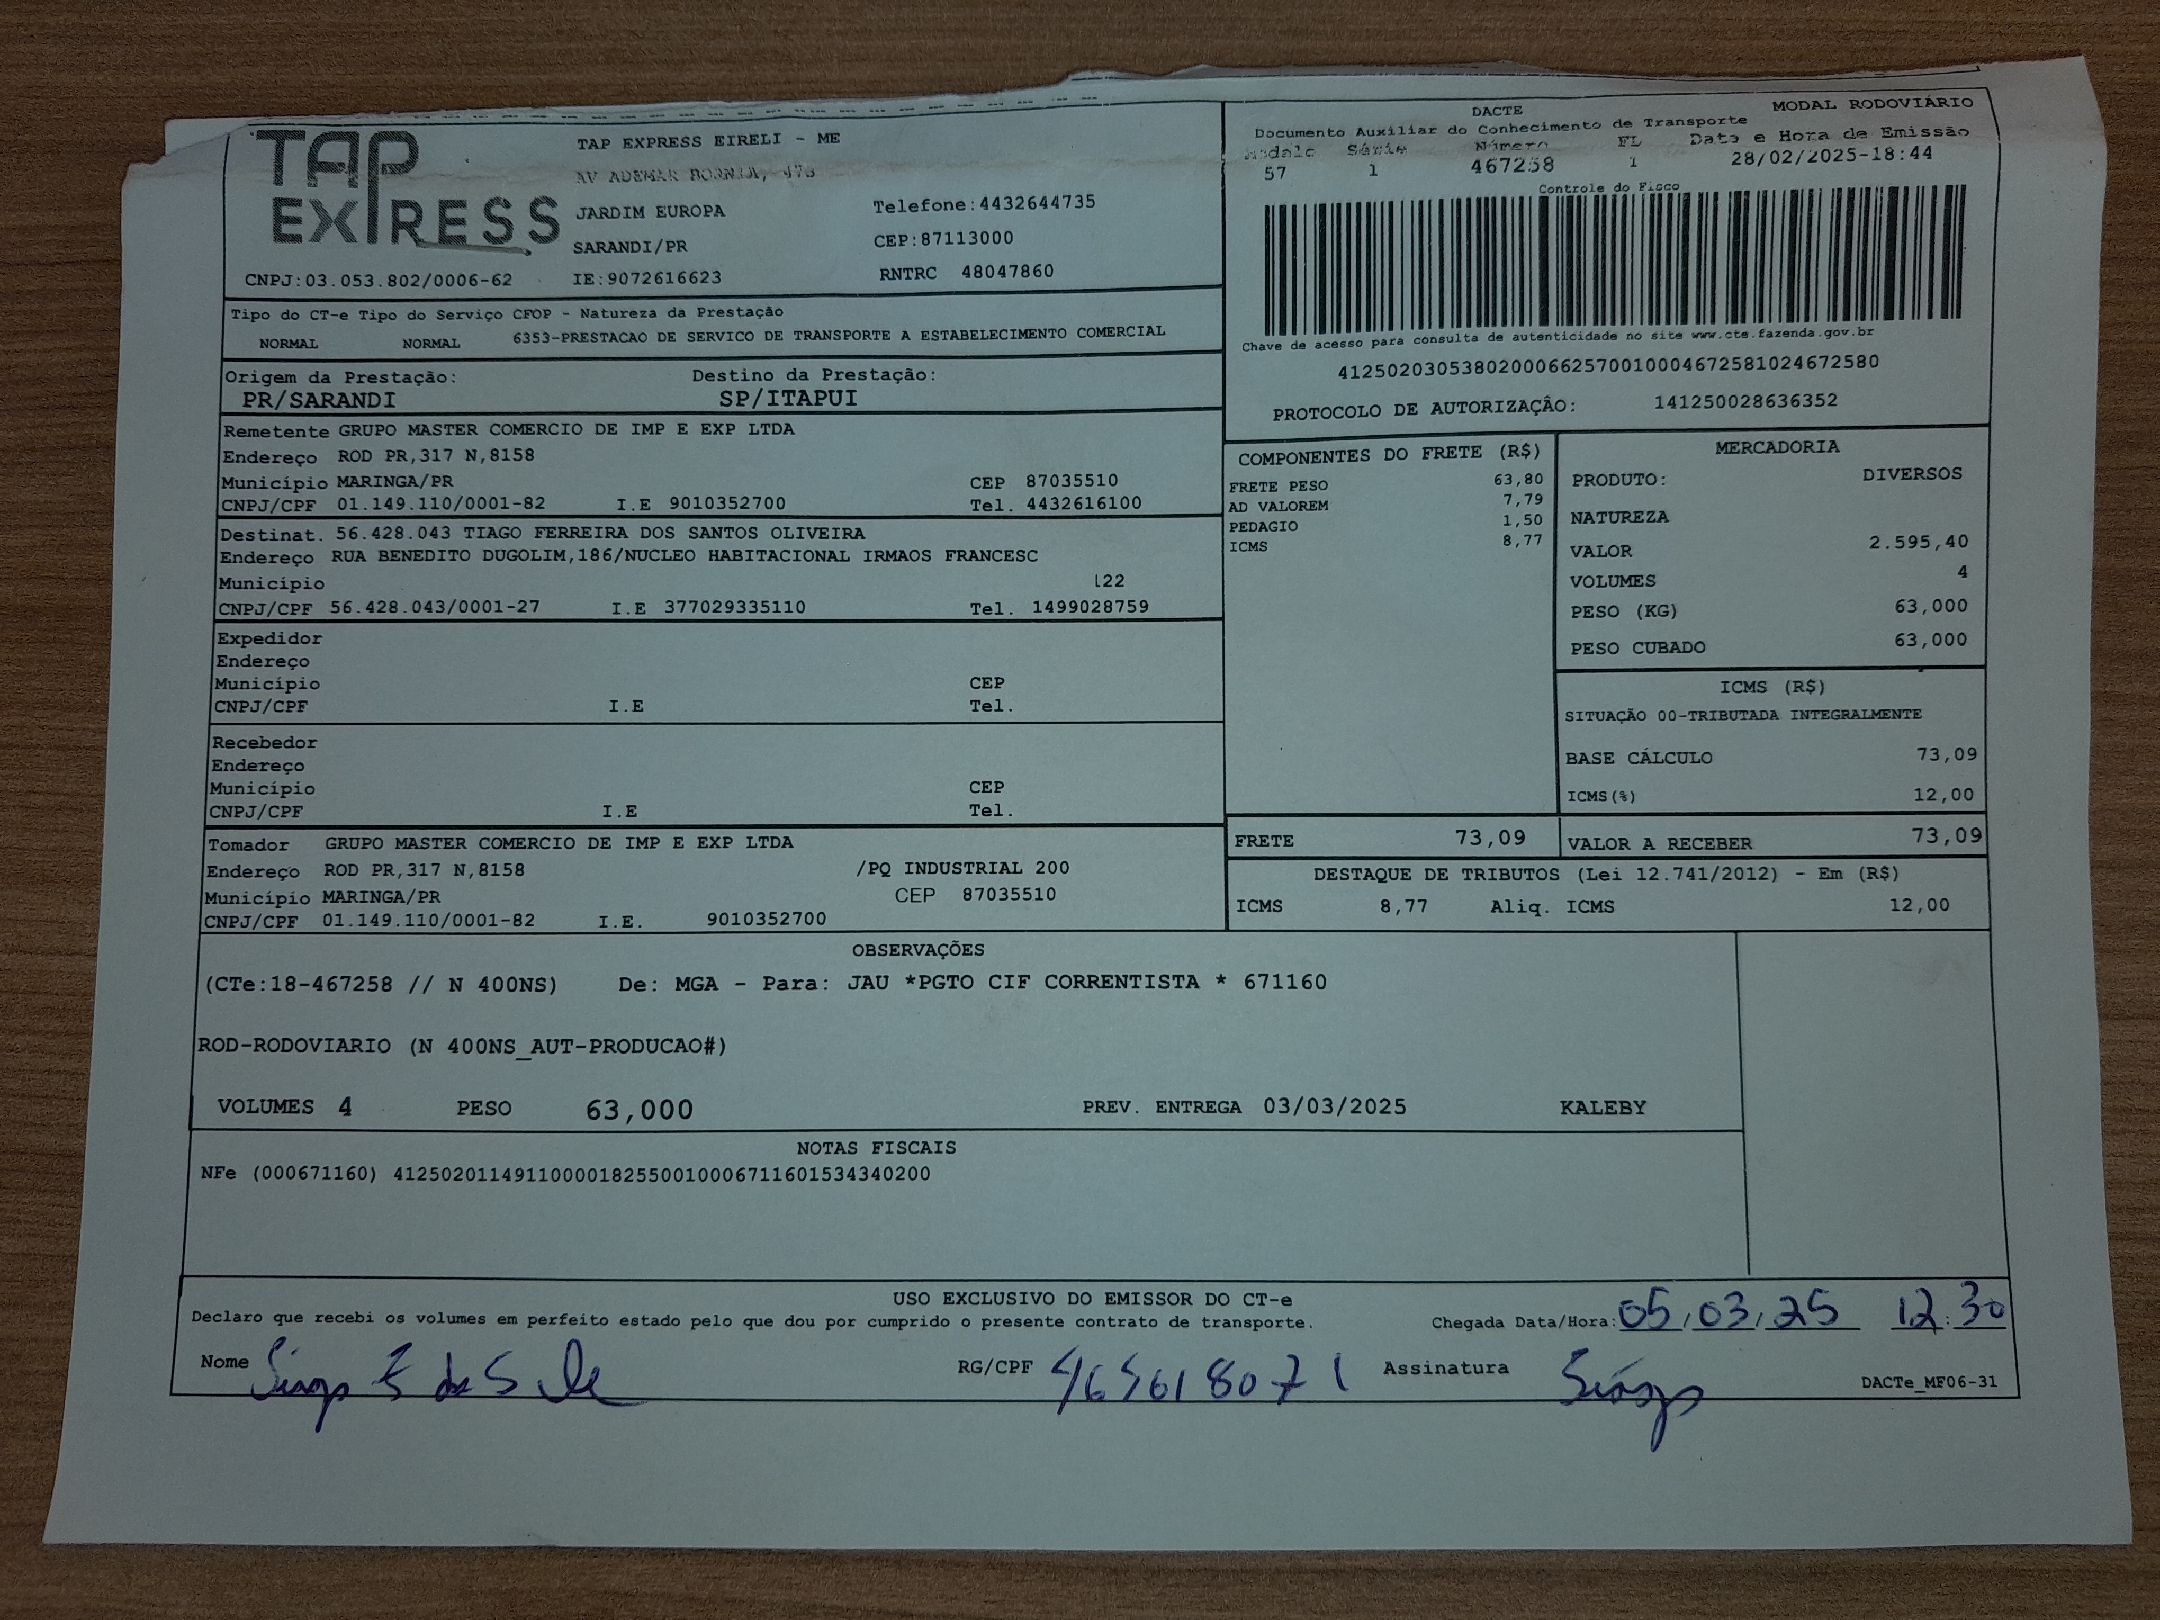 TAP EXPRESS
TAP EXPRESS EIRELI - ME
AV ADEMAR
JARDIM EUROPA Telefone:4432644735
SARANDI/PR CEP:87113000
CNPJ:03.053.802/0006-62 IE:9072616623 RNTRC 48047860
DACTE MODAL RODOVIÁRIO
Documento Auxiliar do Conhecimento de Transporte
Modelo Série Número FL Data e Hora de Emissão
57 1 467258 1 28/02/2025-18:44
Controle do Fisco
Chave de acesso para consulta de autenticidade no site www.cte.fazenda.gov.br
41250203053802000662570010004672581024672580
PROTOCOLO DE AUTORIZAÇÃO: 141250028636352
Tipo do CT-e Tipo do Serviço CFOP - Natureza da Prestação
NORMAL NORMAL 6353-PRESTACAO DE SERVICO DE TRANSPORTE A ESTABELECIMENTO COMERCIAL
Origem da Prestação: Destino da Prestação:
PR/SARANDI SP/ITAPUI
Remetente GRUPO MASTER COMERCIO DE IMP E EXP LTDA
Endereço ROD PR,317 N,8158
Município MARINGA/PR CEP 87035510
CNPJ/CPF 01.149.110/0001-82 I.E 9010352700 Tel. 4432616100
Destinat. 56.428.043 TIAGO FERREIRA DOS SANTOS OLIVEIRA
Endereço RUA BENEDITO DUGOLIM,186/NUCLEO HABITACIONAL IRMAOS FRANCESC
Município 122
CNPJ/CPF 56.428.043/0001-27 I.E 377029335110 Tel. 1499028759
Expedidor
Endereço
Município CEP
CNPJ/CPF I.E Tel.
Recebedor
Endereço
Município CEP
CNPJ/CPF I.E Tel.
Tomador GRUPO MASTER COMERCIO DE IMP E EXP LTDA
Endereço ROD PR,317 N,8158 /PQ INDUSTRIAL 200
Município MARINGA/PR CEP 87035510
CNPJ/CPF 01.149.110/0001-82 I.E. 9010352700
COMPONENTES DO FRETE (R$)
FRETE PESO 63,80
AD VALOREM 7,79
PEDAGIO 1,50
ICMS 8,77
MERCADORIA
PRODUTO: DIVERSOS
NATUREZA
VALOR 2.595,40
VOLUMES 4
PESO (KG) 63,000
PESO CUBADO 63,000
ICMS (R$)
SITUAÇÃO 00-TRIBUTADA INTEGRALMENTE
BASE CÁLCULO 73,09
ICMS(%) 12,00
FRETE 73,09 VALOR A RECEBER 73,09
DESTAQUE DE TRIBUTOS (Lei 12.741/2012) - Em (R$)
ICMS 8,77 Aliq. ICMS 12,00
OBSERVAÇÕES
(CTe:18-467258 // N 400NS) De: MGA - Para: JAU *PGTO CIF CORRENTISTA * 671160
ROD-RODOVIARIO (N 400NS_AUT-PRODUCAO#)
VOLUMES 4 PESO 63,000 PREV. ENTREGA 03/03/2025 KALEBY
NOTAS FISCAIS
NFe (000671160) 41250201149110000182550010006711601534340200
USO EXCLUSIVO DO EMISSOR DO CT-e
Declaro que recebi os volumes em perfeito estado pelo que dou por cumprido o presente contrato de transporte. Chegada Data/Hora: 05/03/25 12:30
Nome RG/CPF Assinatura
DACTe_MF06-31